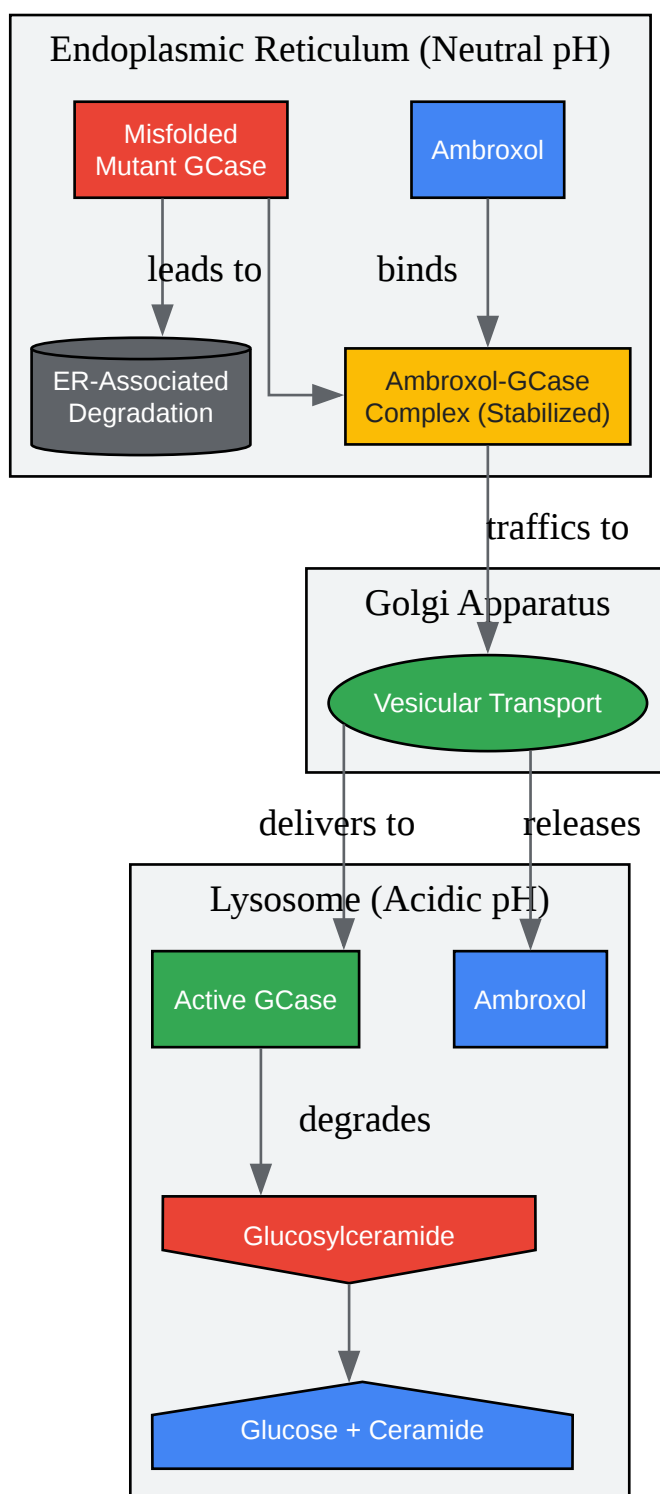 Endoplasmic Reticulum (Neutral pH)
Misfolded
Mutant GCase
Ambroxol
leads to
binds
ER-Associated
Degradation
Ambroxol-GCase
Complex (Stabilized)
traffics to
Golgi Apparatus
Vesicular Transport
delivers to
releases
Lysosome (Acidic pH)
Active GCase
Ambroxol
degrades
Glucosylceramide
Glucose + Ceramide